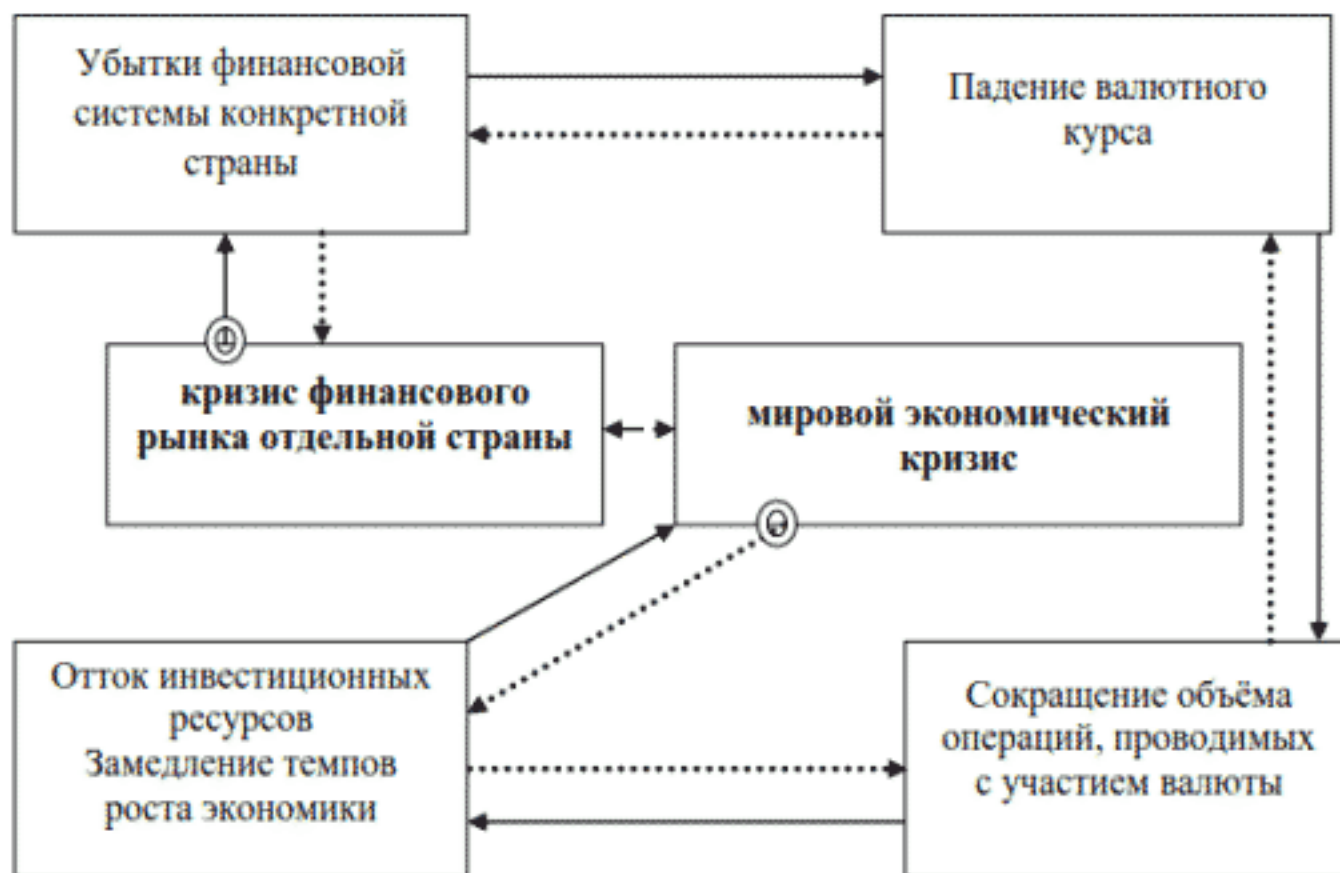 Убытки финансовой
системы конкретной
страны
Падение валютного
курса
кризис финансового
рынка отдельной страны
мировой экономический
кризис
Отток инвестиционных
ресурсов
Замедление темпов
роста экономики
Сокращение объёма
операций, проводимых
с участием валюты